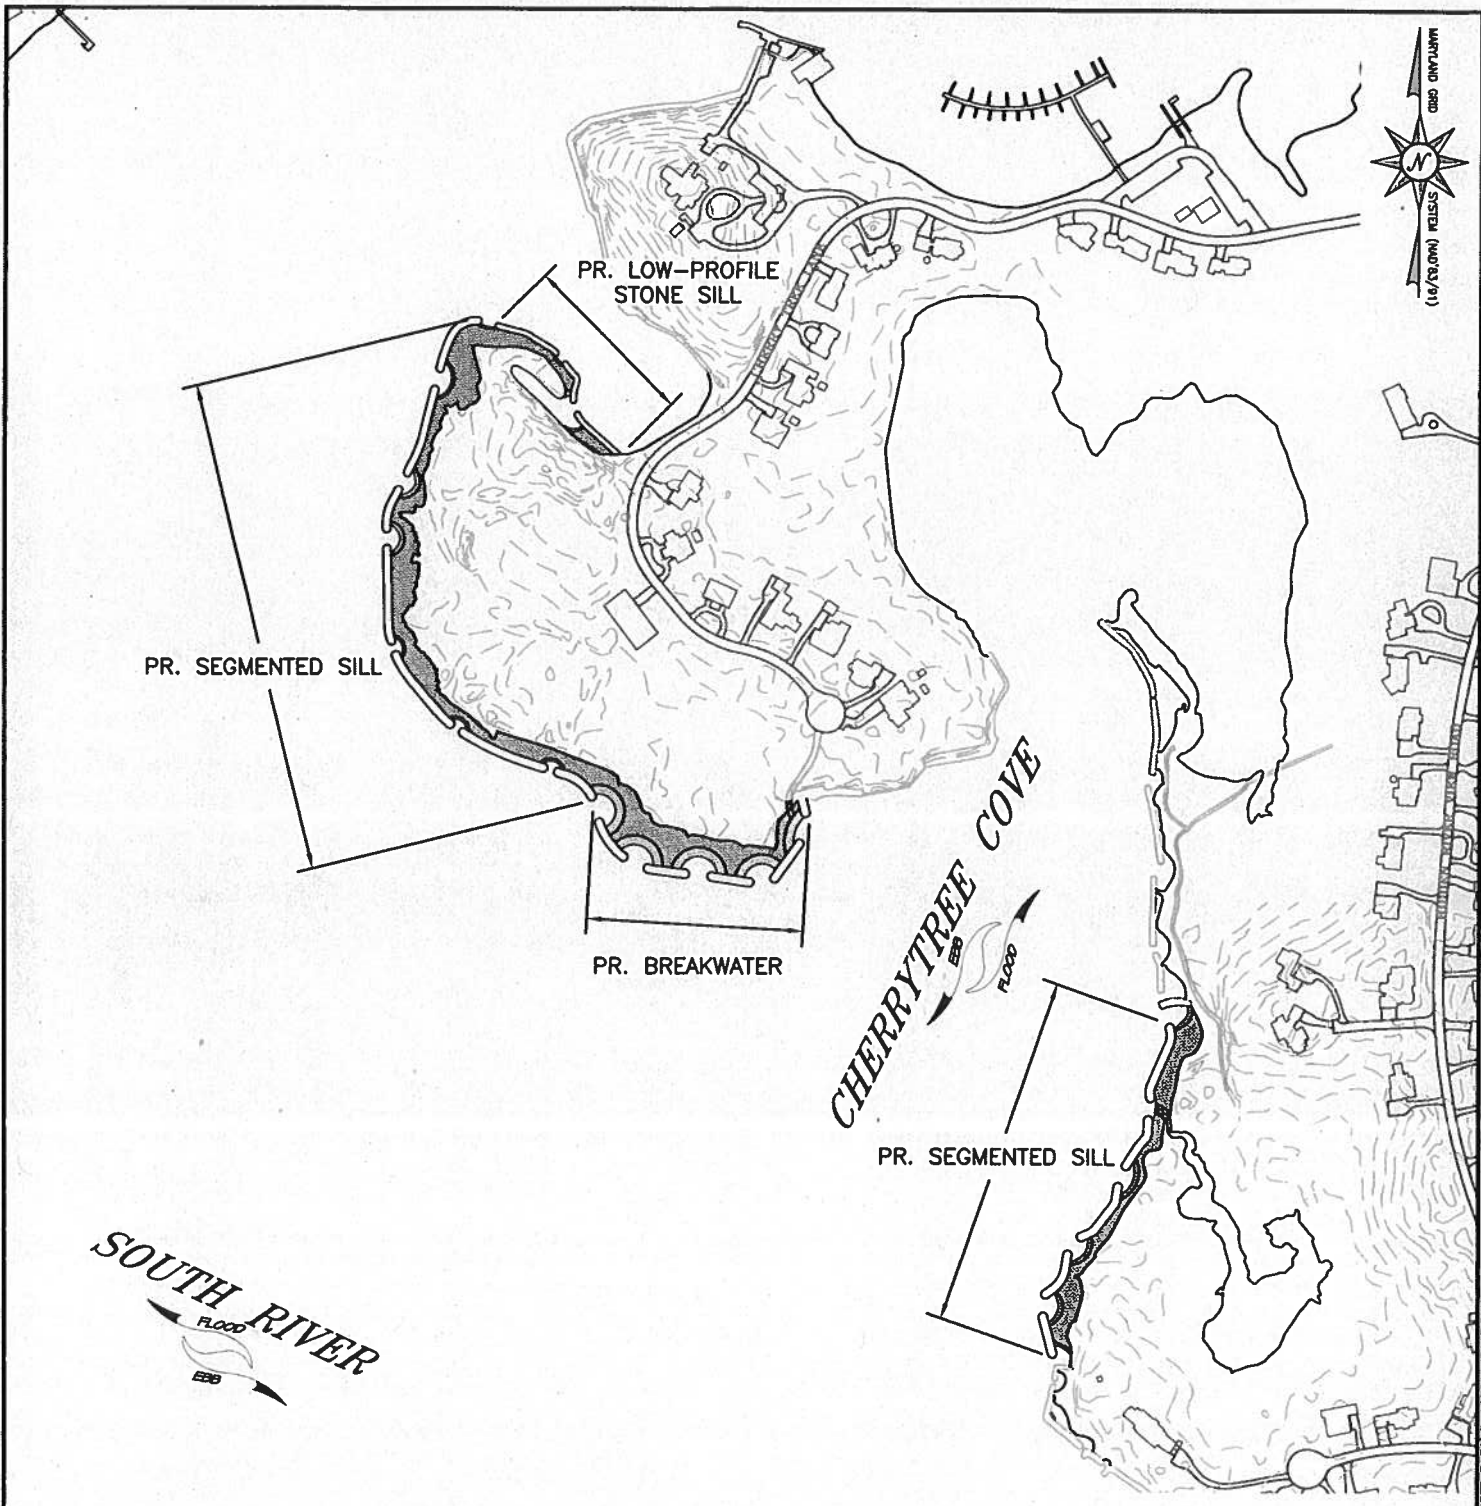 MARYLAND GRID
N
SYSTEM (NAD'83/91)
PR. LOW-PROFILE
STONE SILL
PR. SEGMENTED SILL
PR. BREAKWATER
CHERRYTREE COVE
EBB
FLOOD
PR. SEGMENTED SILL
SOUTH RIVER
FLOOD
EBB